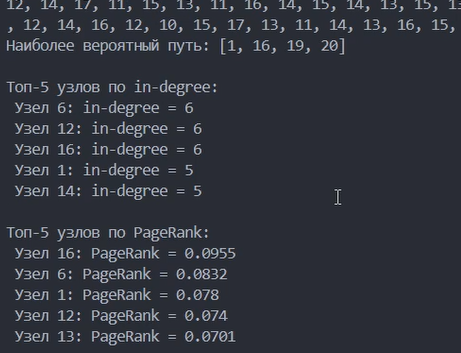 12, 14, 17, 11, 15, 13, 11, 16, 14, 15, 14, 13, 15,
, 12, 14, 16, 12, 10, 15, 17, 13, 11, 14, 13, 16, 15,
Наиболее вероятный путь: [1, 16, 19, 20]
Топ-5 узлов по in-degree:
Узел 6: in-degree = 6
Узел 12: in-degree = 6
Узел 16: in-degree = 6
Узел 1: in-degree = 5
Узел 14: in-degree = 5
Топ-5 узлов по PageRank:
Узел 16: PageRank = 0.0955
Узел 6: PageRank = 0.0832
Узел 1: PageRank = 0.078
Узел 12: PageRank = 0.074
Узел 13: PageRank = 0.0701